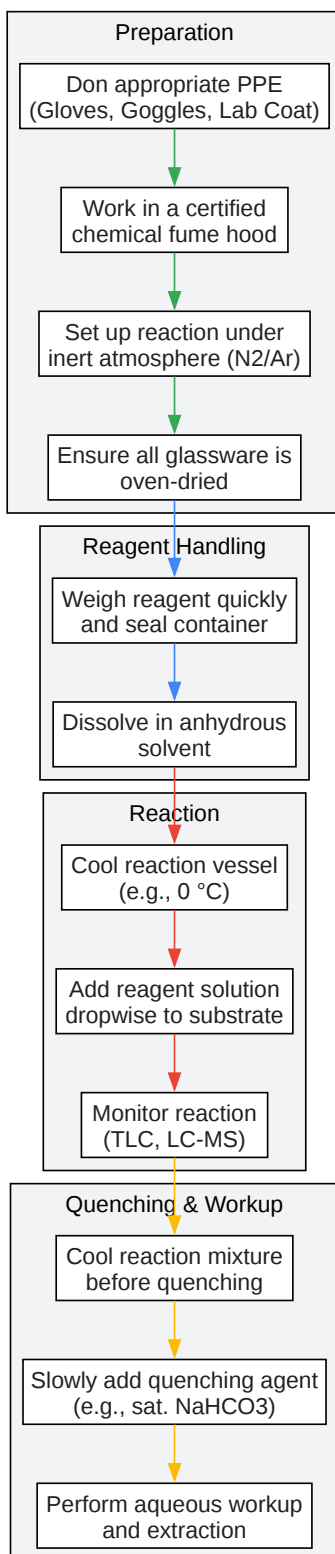 Preparation
Don appropriate PPE
(Gloves, Goggles, Lab Coat)
Work in a certified
chemical fume hood
Set up reaction under
inert atmosphere (N2/Ar)
Ensure all glassware is
oven-dried
Reagent Handling
Weigh reagent quickly
and seal container
Dissolve in anhydrous
solvent
Reaction
Cool reaction vessel
(e.g., 0 °C)
Add reagent solution
dropwise to substrate
Monitor reaction
(TLC, LC-MS)
Quenching & Workup
Cool reaction mixture
before quenching
Slowly add quenching agent
(e.g., sat. NaHCO3)
Perform aqueous workup
and extraction